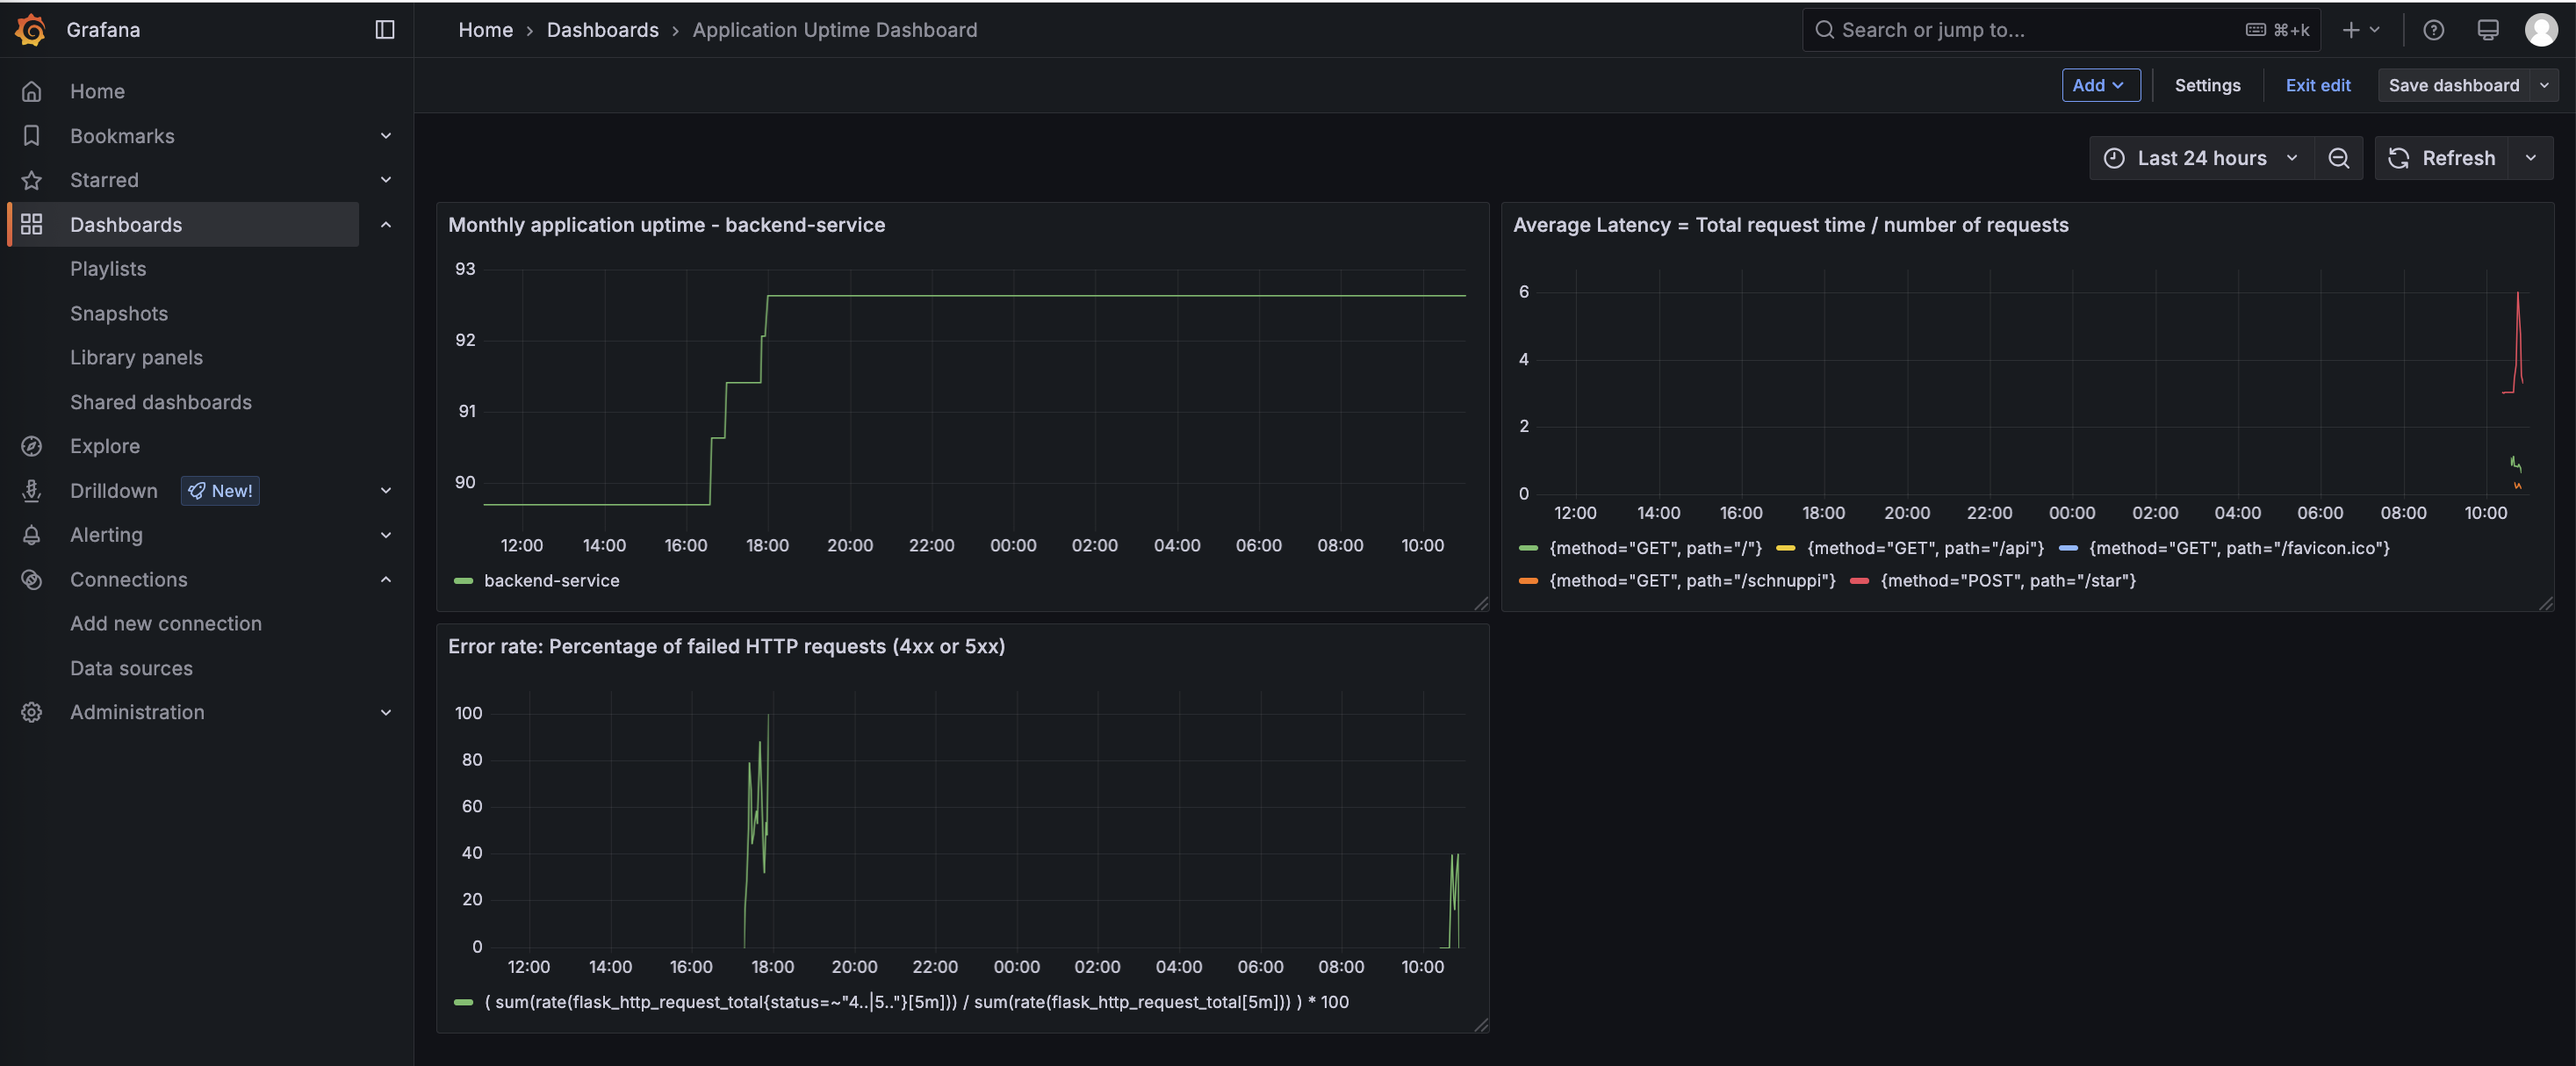 Grafana
Home › Dashboards › Application Uptime Dashboard
Search or jump to... ⌘+k
Add Settings Exit edit Save dashboard
Last 24 hours Refresh
Home
Bookmarks
Starred
Dashboards
Playlists
Snapshots
Library panels
Shared dashboards
Explore
Drilldown New!
Alerting
Connections
Add new connection
Data sources
Administration
Monthly application uptime - backend-service
93
92
91
90
12:00 14:00 16:00 18:00 20:00 22:00 00:00 02:00 04:00 06:00 08:00 10:00
backend-service
Average Latency = Total request time / number of requests
6
4
2
0
12:00 14:00 16:00 18:00 20:00 22:00 00:00 02:00 04:00 06:00 08:00 10:00
{method="GET", path="/"} {method="GET", path="/api"} {method="GET", path="/favicon.ico"}
{method="GET", path="/schnuppi"} {method="POST", path="/star"}
Error rate: Percentage of failed HTTP requests (4xx or 5xx)
100
80
60
40
20
0
12:00 14:00 16:00 18:00 20:00 22:00 00:00 02:00 04:00 06:00 08:00 10:00
( sum(rate(flask_http_request_total{status=~"4..|5.."}[5m])) / sum(rate(flask_http_request_total[5m])) ) * 100